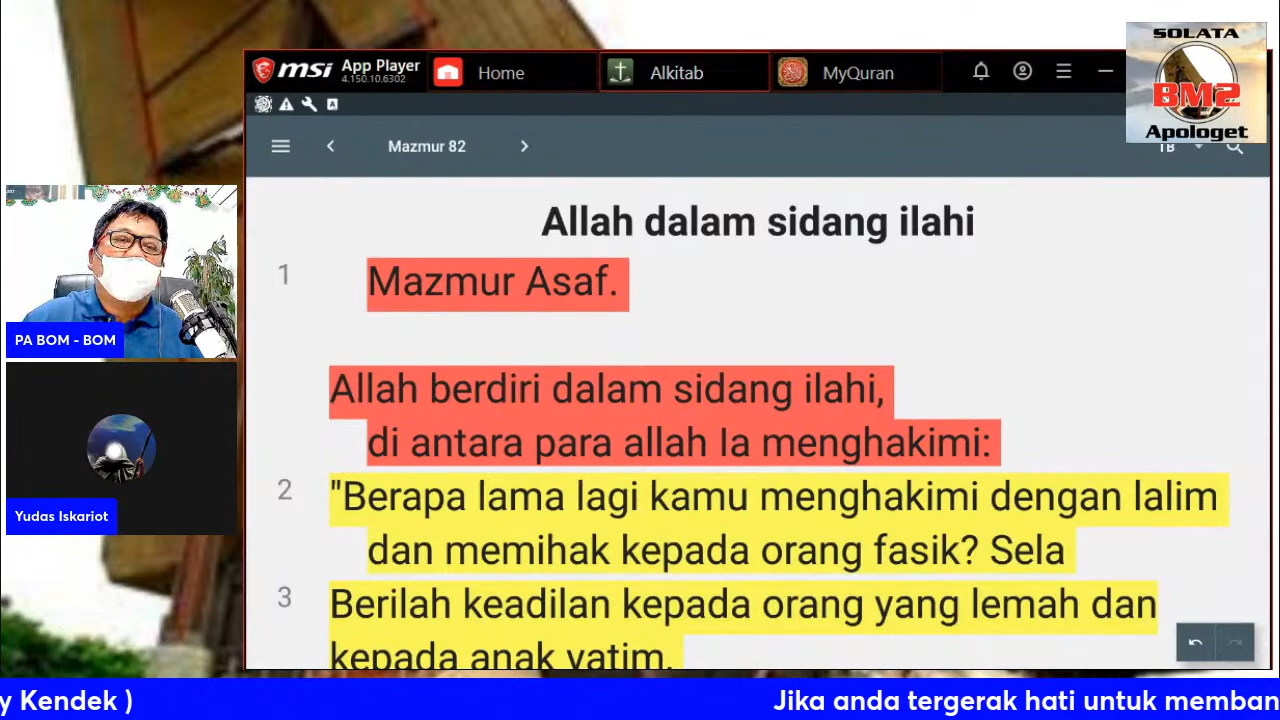 SOLATA
BM2
Apologet
msi App Player
4.150.10.6302
Home
Alkitab
MyQuran
Mazmur 82
TB
Allah dalam sidang ilahi
1
Mazmur Asaf.
Allah berdiri dalam sidang ilahi,
di antara para allah Ia menghakimi:
2
"Berapa lama lagi kamu menghakimi dengan lalim
dan memihak kepada orang fasik? Sela
3
Berilah keadilan kepada orang yang lemah dan
kepada anak yatim,
PA BOM - BOM
Yudas Iskariot
y Kendek )
Jika anda tergerak hati untuk memban